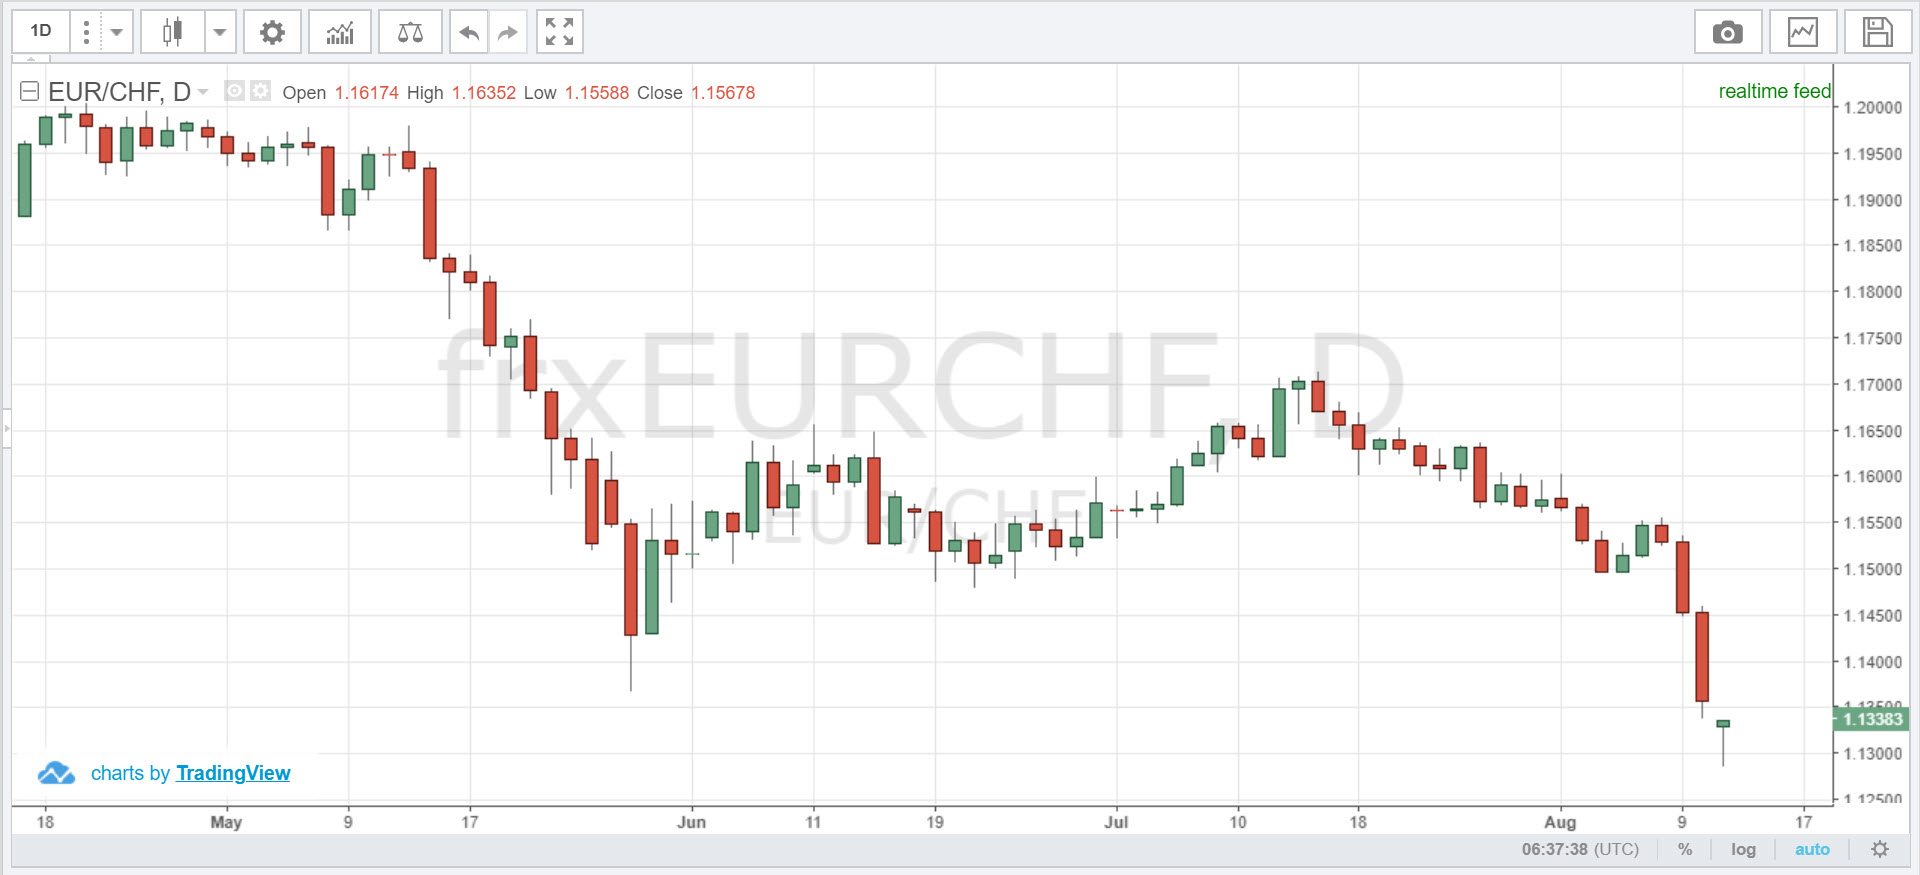 1D
EUR/CHF, D Open 1.16174 High 1.16352 Low 1.15588 Close 1.15678
realtime feed
1.20000
1.19500
1.19000
1.18500
1.18000
1.17500
frxEURCHF, D
1.17000
1.16500
1.16000
EUR/CHF
1.15500
1.15000
1.14500
1.14000
1.13500
1.13383
1.13000
charts by TradingView
1.12500
18 May 9 17 Jun 11 19 Jul 10 18 Aug 9 17
06:37:38 (UTC) % log auto